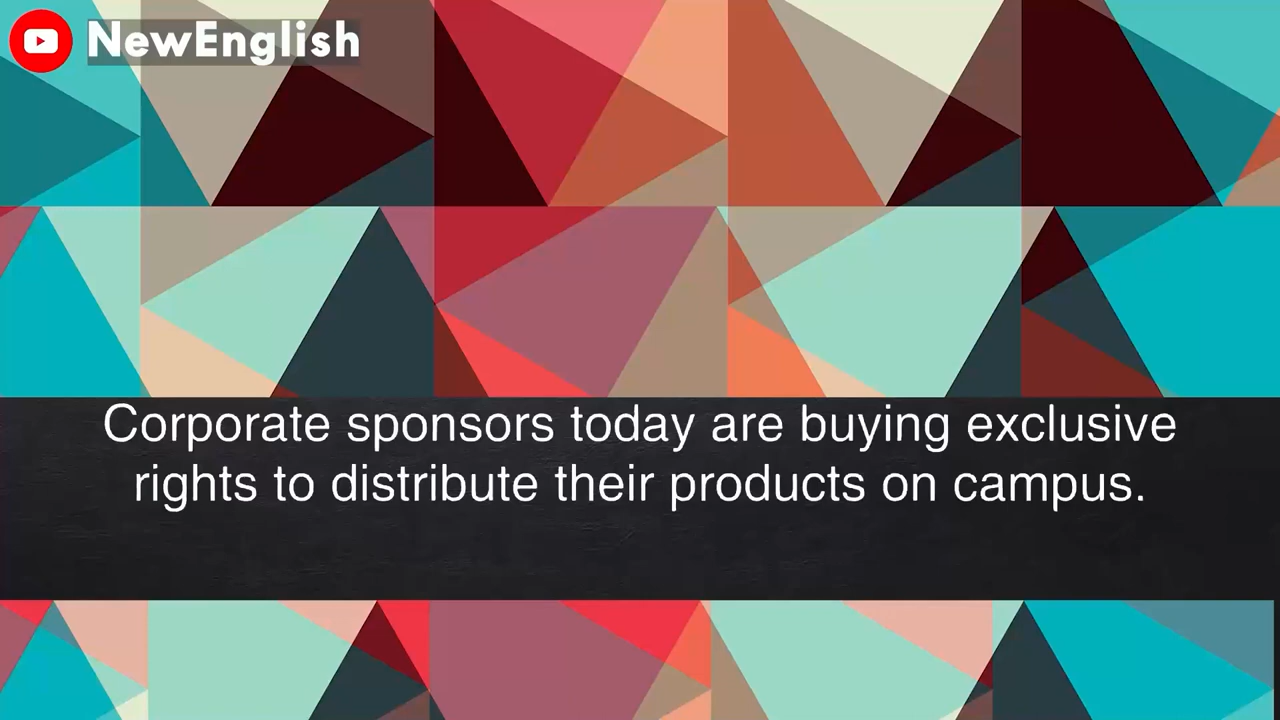 NewEnglish
Corporate sponsors today are buying exclusive
rights to distribute their products on campus.